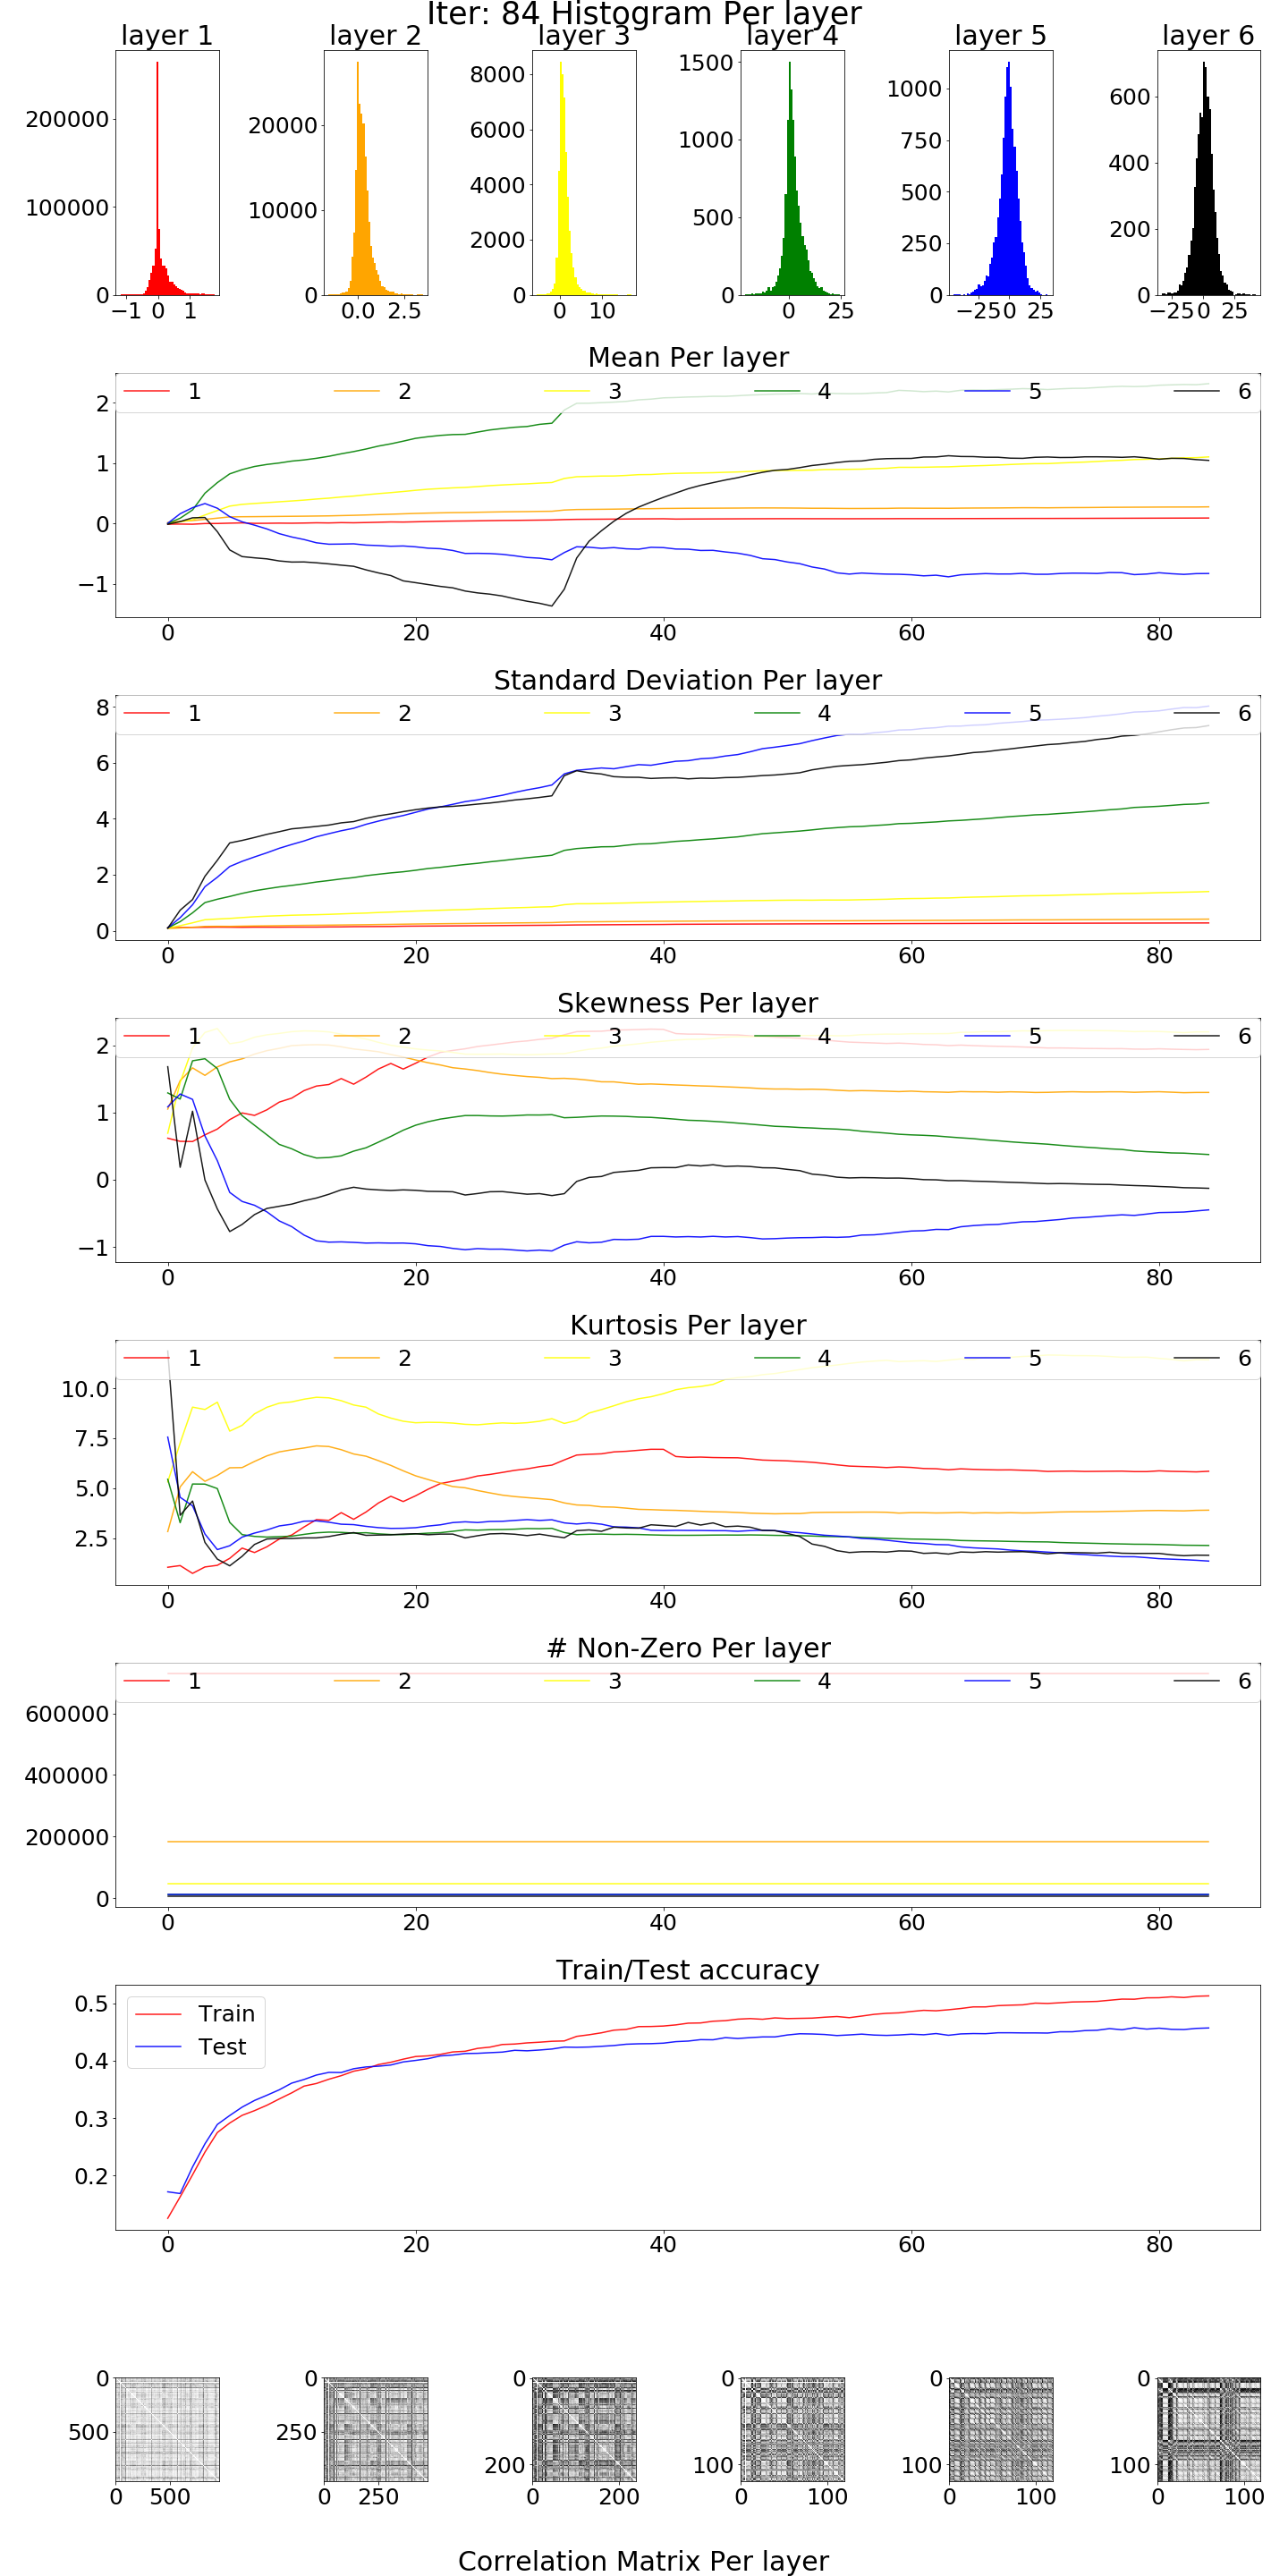 Iter: 84 Histogram Per layer
layer 1 layer 2 layer 3 layer 4 layer 5 layer 6
200000 100000 0 −1 0 1
20000 10000 0 0.0 2.5
8000 6000 4000 2000 0 0 10
1500 1000 500 0 0 25
1000 750 500 250 0 −25 0 25
600 400 200 0 −25 0 25
Mean Per layer
1 2 3 4 5 6
2
1
0
−1
0 20 40 60 80
Standard Deviation Per layer
1 2 3 4 5 6
8
6
4
2
0
0 20 40 60 80
Skewness Per layer
1 2 3 4 5 6
2
1
0
−1
0 20 40 60 80
Kurtosis Per layer
1 2 3 4 5 6
10.0
7.5
5.0
2.5
0 20 40 60 80
# Non-Zero Per layer
1 2 3 4 5 6
600000
400000
200000
0
0 20 40 60 80
Train/Test accuracy
Train
Test
0.5
0.4
0.3
0.2
0 20 40 60 80
0 500 0 500
0 250 0 250
0 200 0 200
0 100 0 100
0 100 0 100
0 100 0 100
Correlation Matrix Per layer